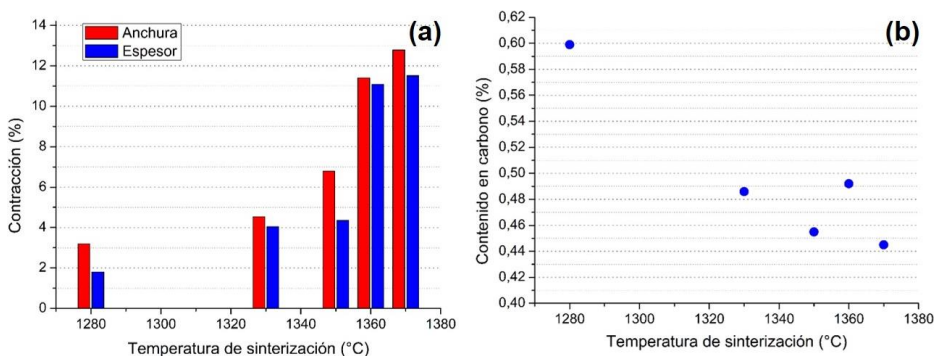 (a)
Anchura
Espesor
Contracción (%)
14
12
10
8
6
4
2
0
1280 1300 1320 1340 1360 1380
Temperatura de sinterización (°C)
(b)
Contenido en carbono (%)
0,62
0,60
0,58
0,56
0,54
0,52
0,50
0,48
0,46
0,44
0,42
0,40
1280 1300 1320 1340 1360 1380
Temperatura de sinterización (°C)